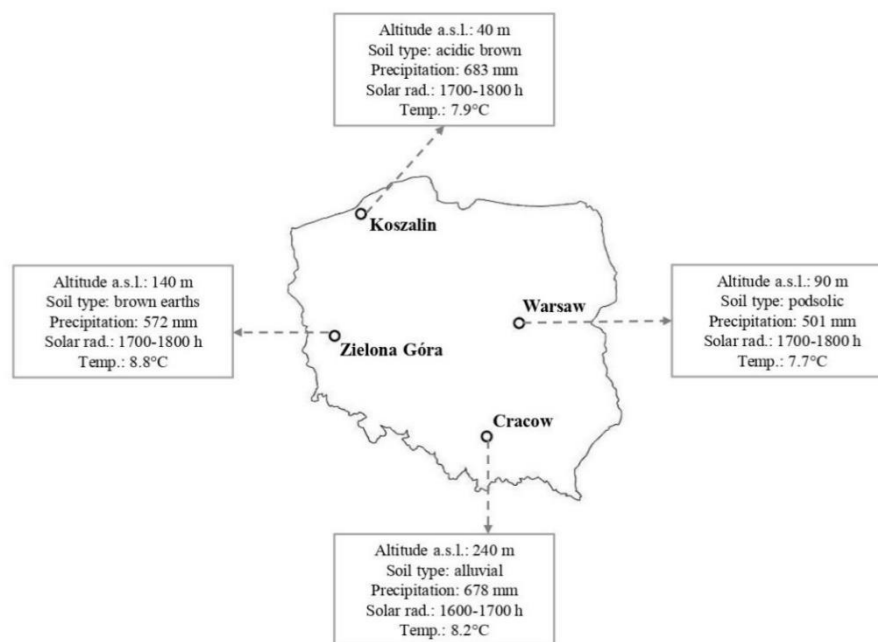 Altitude a.s.l.: 40 m
Soil type: acidic brown
Precipitation: 683 mm
Solar rad.: 1700-1800 h
Temp.: 7.9°C
Koszalin
Altitude a.s.l.: 140 m
Soil type: brown earths
Precipitation: 572 mm
Solar rad.: 1700-1800 h
Temp.: 8.8°C
Zielona Góra
Warsaw
Altitude a.s.l.: 90 m
Soil type: podsolic
Precipitation: 501 mm
Solar rad.: 1700-1800 h
Temp.: 7.7°C
Cracow
Altitude a.s.l.: 240 m
Soil type: alluvial
Precipitation: 678 mm
Solar rad.: 1600-1700 h
Temp.: 8.2°C